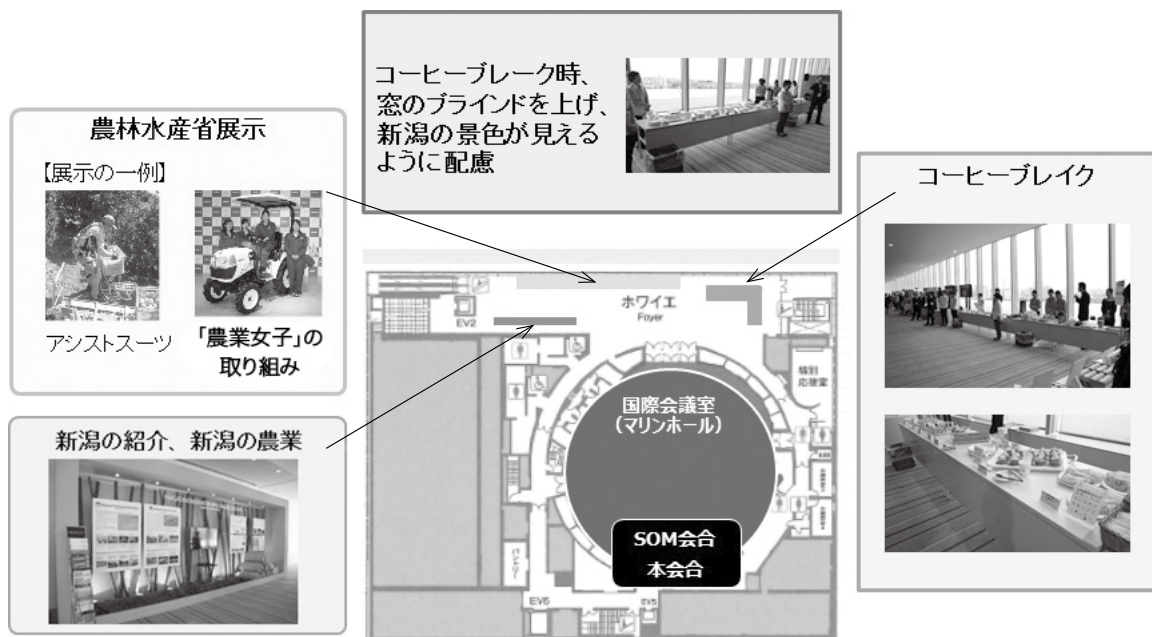 コーヒーブレーク時、
窓のブラインドを上げ、
新潟の景色が見える
ように配慮
農林水産省展示
【展示の一例】
アシストスーツ
「農業女子」の
取り組み
コーヒーブレイク
新潟の紹介、新潟の農業
ホワイエ
Foyer
EV2
特別
応接室
国際会議室
（マリンホール）
SOM会合
本会合
パントリー
EV6
EV5